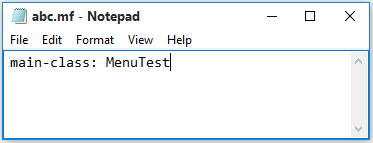 abc.mf - Notepad
File Edit Format View Help
main-class: MenuTest